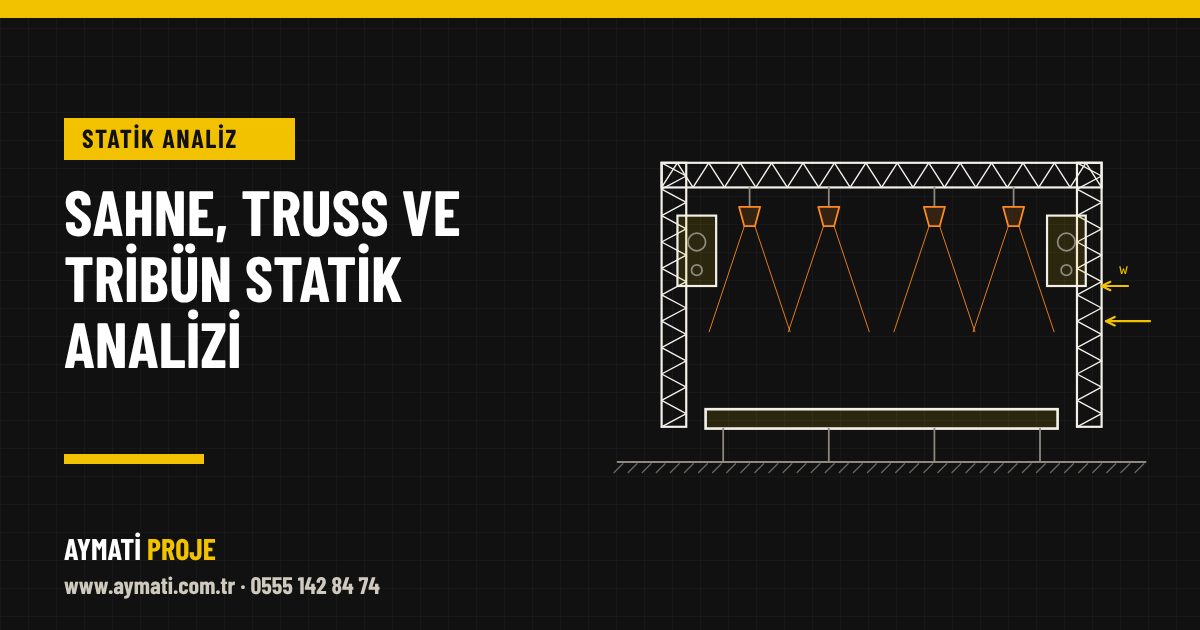 STATİK ANALİZ
SAHNE, TRUSS VE
TRİBÜN STATİK
ANALİZİ
w
AYMATİ PROJE
www.aymati.com.tr · 0555 142 84 74